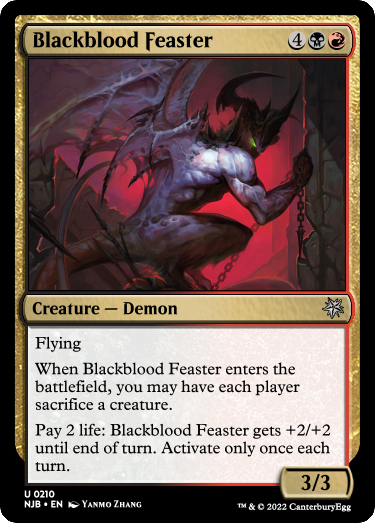 Blackblood Feaster 4
Creature — Demon
Flying
When Blackblood Feaster enters the
battlefield, you may have each player
sacrifice a creature.
Pay 2 life: Blackblood Feaster gets +2/+2
until end of turn. Activate only once each
turn.
3/3
U 0210
NJB • EN Yanmo Zhang
™ & © 2022 CanterburyEgg